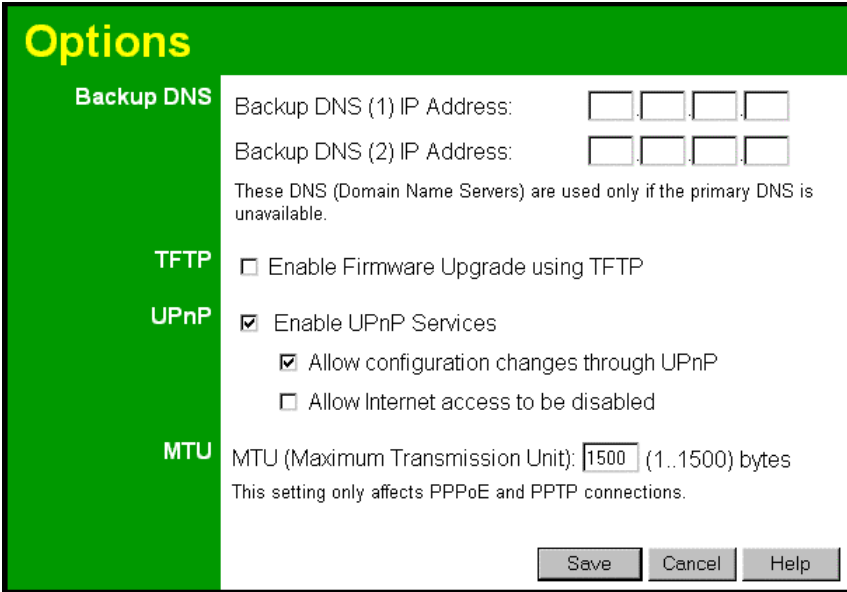 Options
Backup DNS
Backup DNS (1) IP Address: . . .
Backup DNS (2) IP Address: . . .
These DNS (Domain Name Servers) are used only if the primary DNS is
unavailable.
TFTP
Enable Firmware Upgrade using TFTP
UPnP
Enable UPnP Services
Allow configuration changes through UPnP
Allow Internet access to be disabled
MTU
MTU (Maximum Transmission Unit): 1500 (1..1500) bytes
This setting only affects PPPoE and PPTP connections.
Save Cancel Help